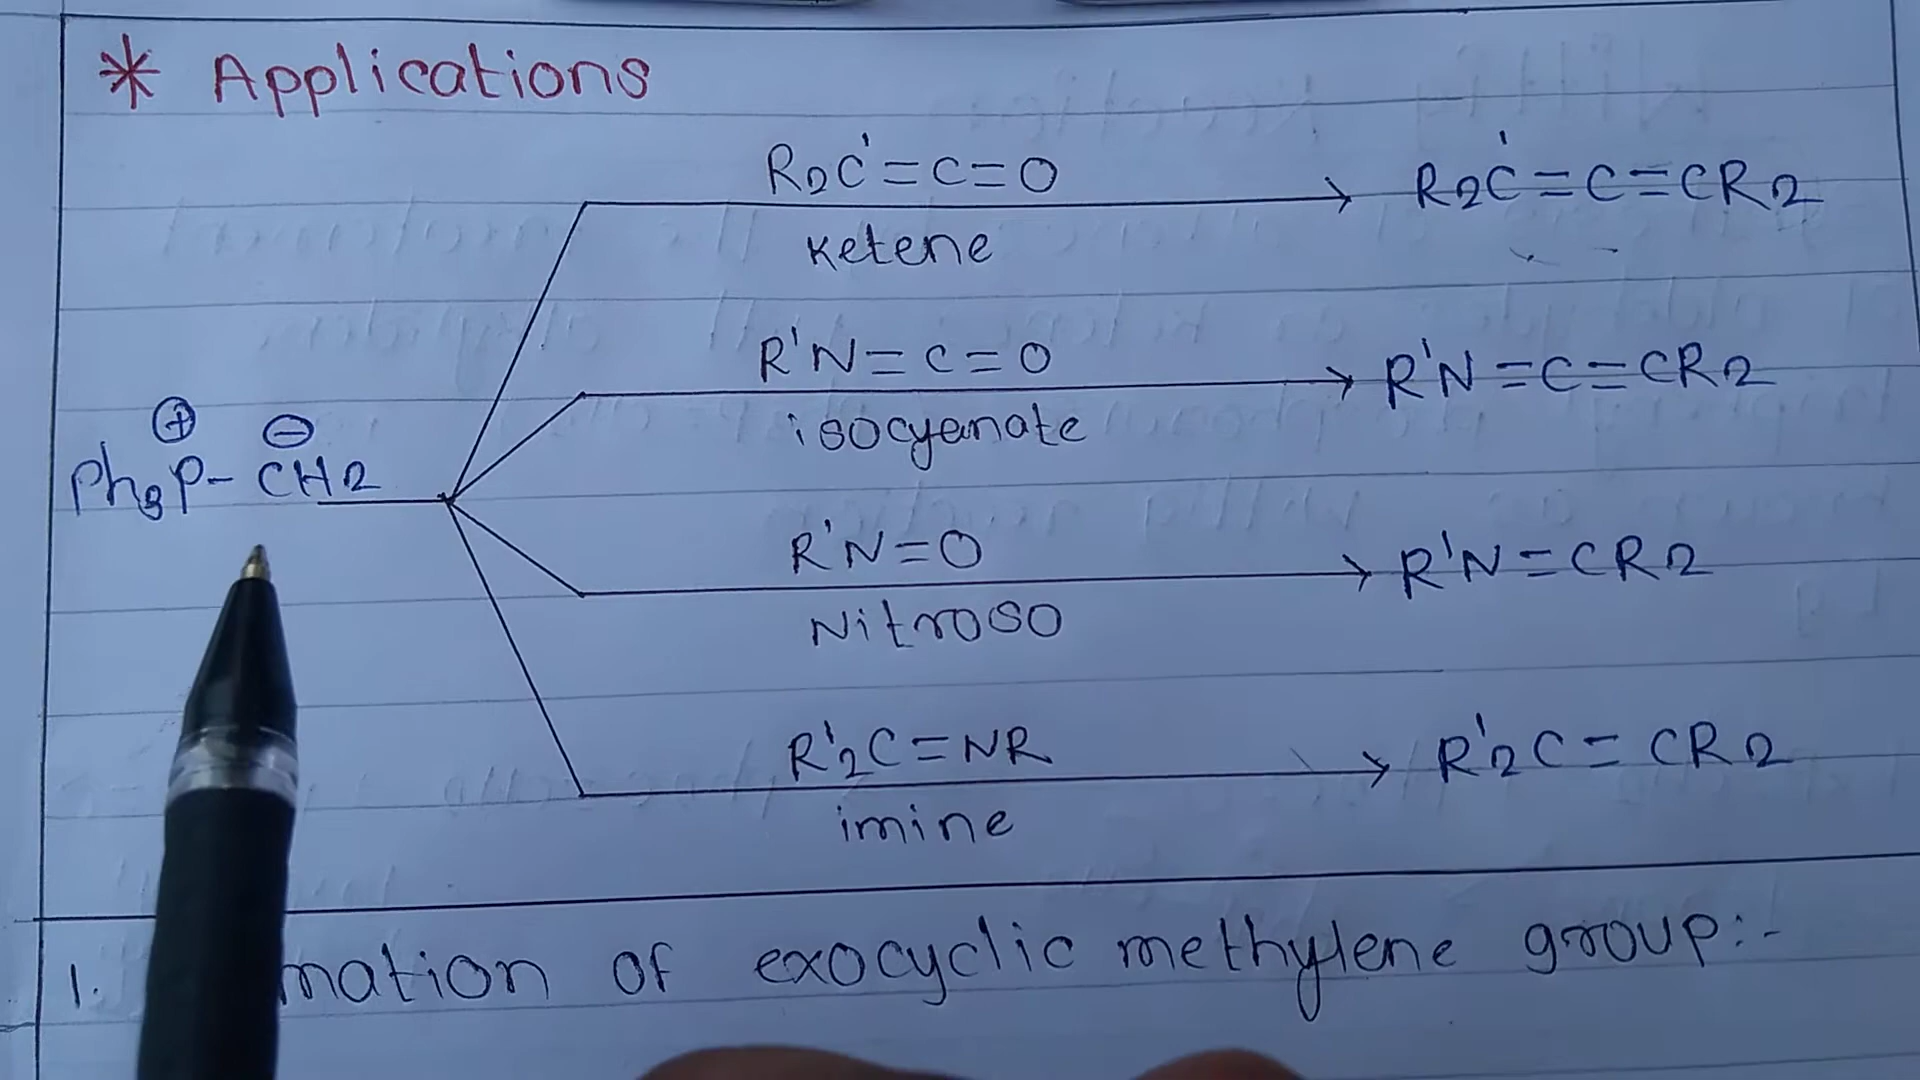 * Applications
R2C'=C=O → R2C'=C=CR2
ketene
R'N=C=O → R'N=C=CR2
isocyanate
⊕ ⊖
Ph3P-CH2
R'N=O → R'N=CR2
Nitroso
R'2C=NR → R'2C=CR2
imine
1. mation of exocyclic methylene group:-